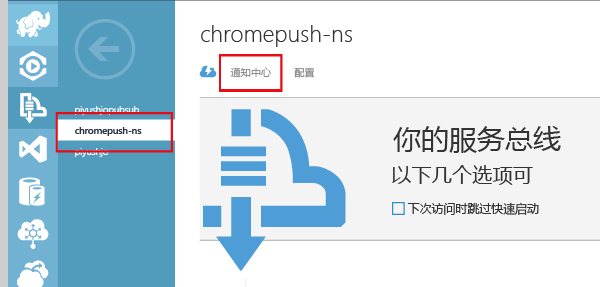 chromepush-ns
通知中心
配置
piyushjopubsub
chromepush-ns
piyushjo
你的服务总线
以下几个选项可
下次访问时跳过快速启动